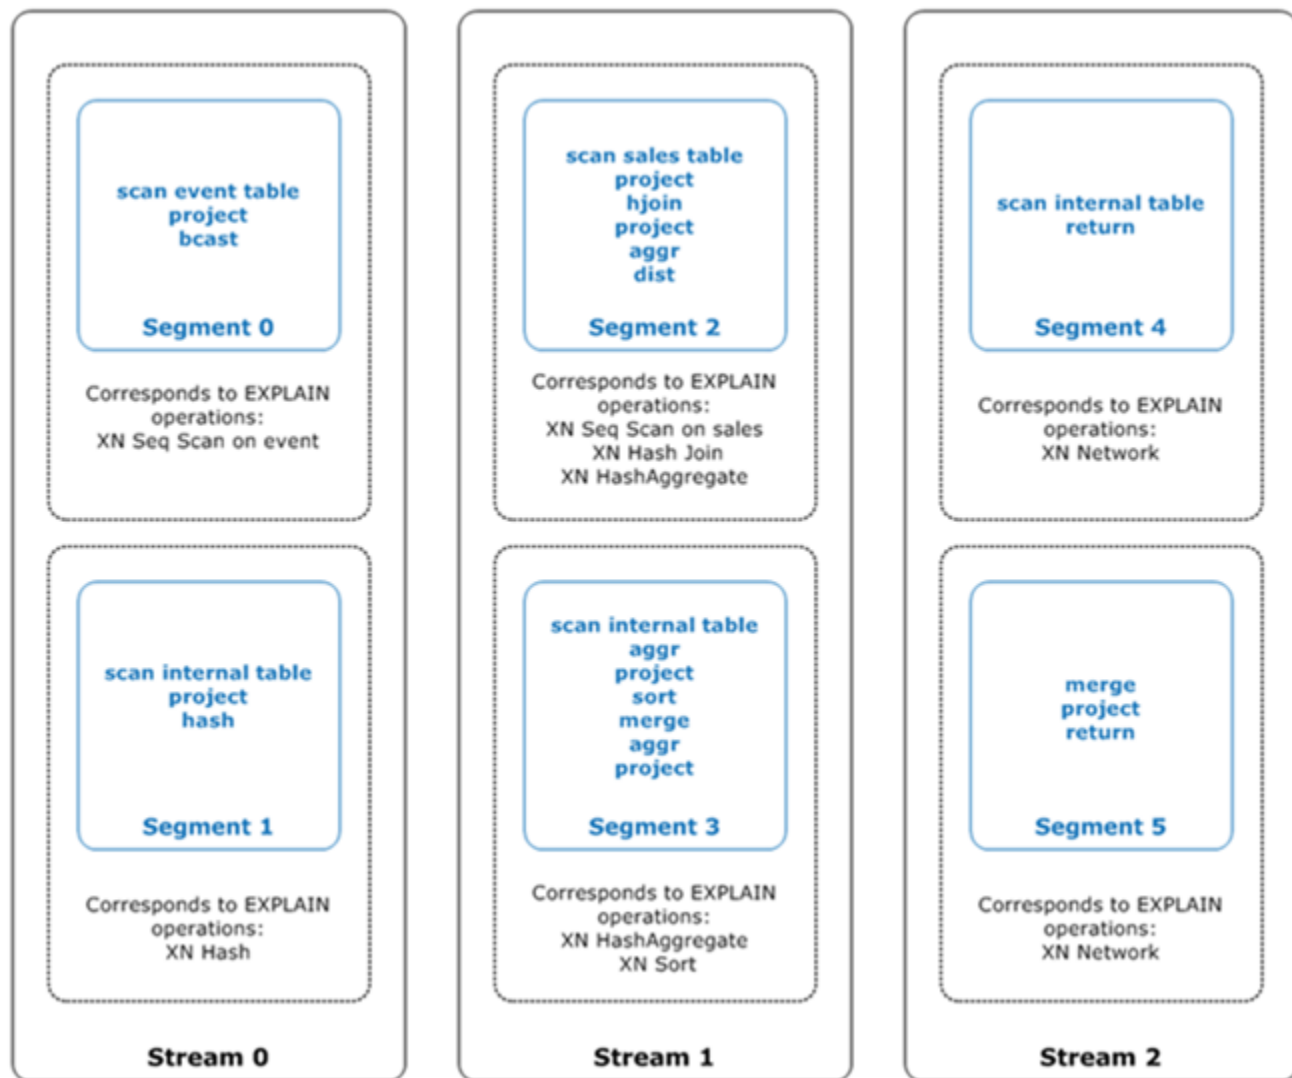 scan event table
project
bcast
Segment 0
Corresponds to EXPLAIN
operations:
XN Seq Scan on event
scan internal table
project
hash
Segment 1
Corresponds to EXPLAIN
operations:
XN Hash
Stream 0
scan sales table
project
hjoin
project
aggr
dist
Segment 2
Corresponds to EXPLAIN
operations:
XN Seq Scan on sales
XN Hash Join
XN HashAggregate
scan internal table
aggr
project
sort
merge
aggr
project
Segment 3
Corresponds to EXPLAIN
operations:
XN HashAggregate
XN Sort
Stream 1
scan internal table
return
Segment 4
Corresponds to EXPLAIN
operations:
XN Network
merge
project
return
Segment 5
Corresponds to EXPLAIN
operations:
XN Network
Stream 2